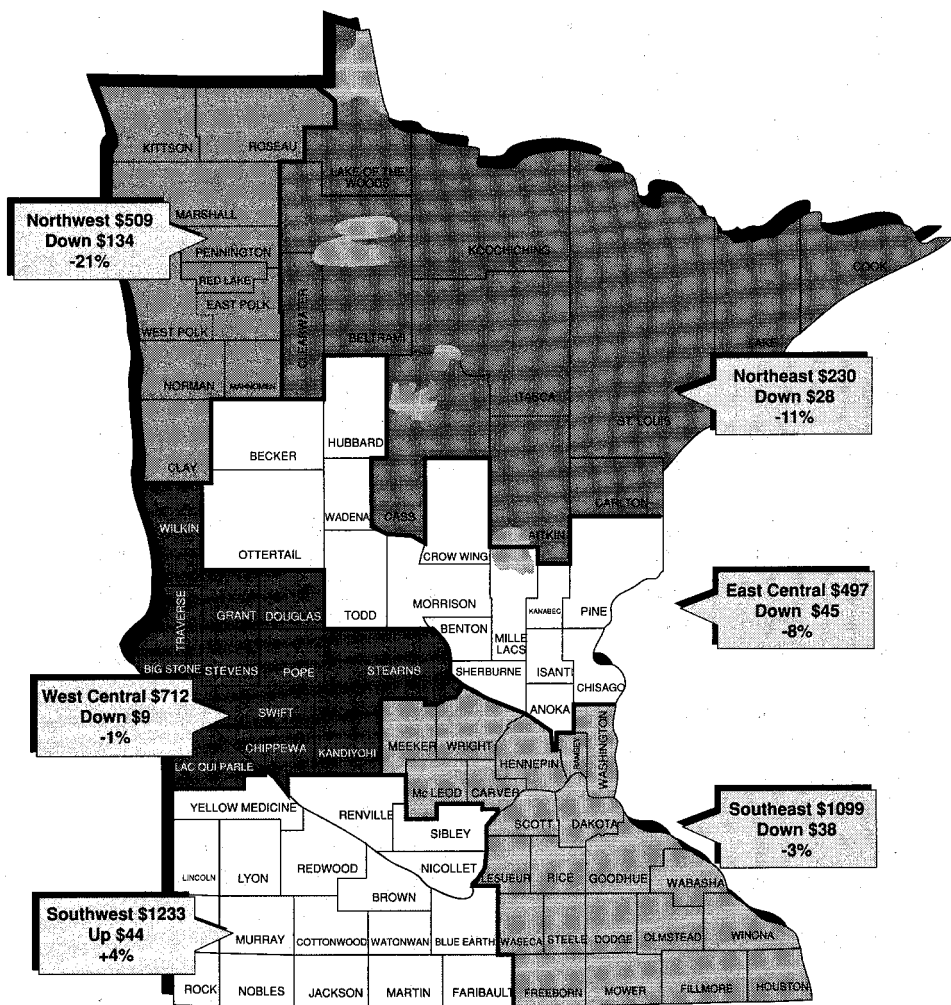 KITTSON
ROSEAU
LAKE OF THE
WOODS
MARSHALL
Northwest $509
Down $134
-21%
PENNINGTON
KOOCHICHING
COOK
RED LAKE
EAST POLK
CLEARWATER
WEST POLK
BELTRAMI
LAKE
NORMAN
MAHNOMEN
ITASCA
ST. LOUIS
Northeast $230
Down $28
-11%
HUBBARD
BECKER
CLAY
CARLTON
WADENA
CASS
WILKIN
AITKIN
OTTERTAIL
CROW WING
TRAVERSE
GRANT
DOUGLAS
TODD
MORRISON
KANABEC
PINE
East Central $497
Down $45
-8%
BENTON
MILLE
LACS
BIG STONE
STEVENS
POPE
STEARNS
SHERBURNE
ISANTI
CHISAGO
West Central $712
Down $9
-1%
SWIFT
ANOKA
CHIPPEWA
KANDIYOHI
MEEKER
WRIGHT
HENNEPIN
RAMSEY
WASHINGTON
LAC QUI PARLE
Mc LEOD
CARVER
YELLOW MEDICINE
RENVILLE
SCOTT
DAKOTA
Southeast $1099
Down $38
-3%
SIBLEY
LINCOLN
LYON
REDWOOD
NICOLLET
LESUEUR
RICE
GOODHUE
WABASHA
BROWN
Southwest $1233
Up $44
+4%
MURRAY
COTTONWOOD
WATONWAN
BLUE EARTH
WASECA
STEELE
DODGE
OLMSTEAD
WINONA
ROCK
NOBLES
JACKSON
MARTIN
FARIBAULT
FREEBORN
MOWER
FILLMORE
HOUSTON